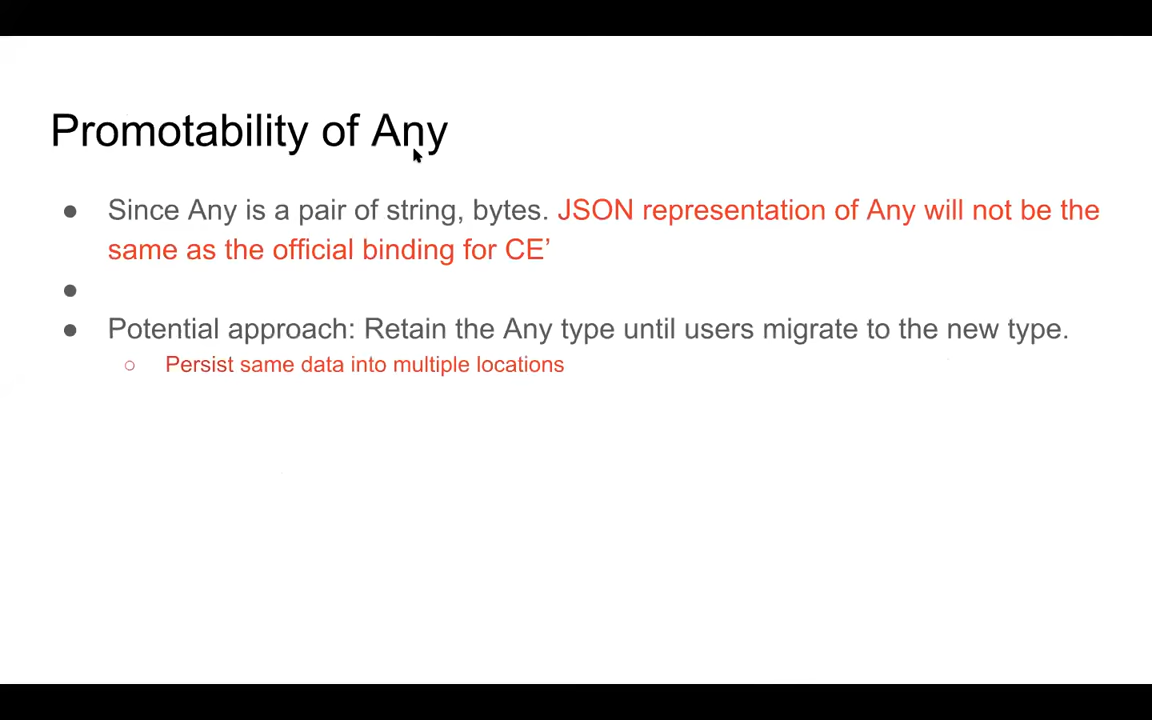 Promotability of Any
● Since Any is a pair of string, bytes. JSON representation of Any will not be the
same as the official binding for CE’
●
● Potential approach: Retain the Any type until users migrate to the new type.
○ Persist same data into multiple locations